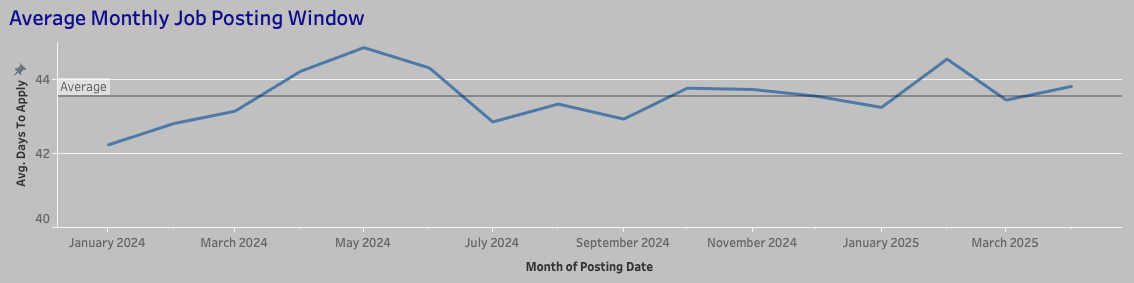 Average Monthly Job Posting Window
Avg. Days To Apply
44
Average
42
40
January 2024 March 2024 May 2024 July 2024 September 2024 November 2024 January 2025 March 2025
Month of Posting Date